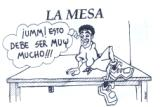 LA MESA
¡UMM! ESTO
DEBE SER MUY
MUCHO!!!